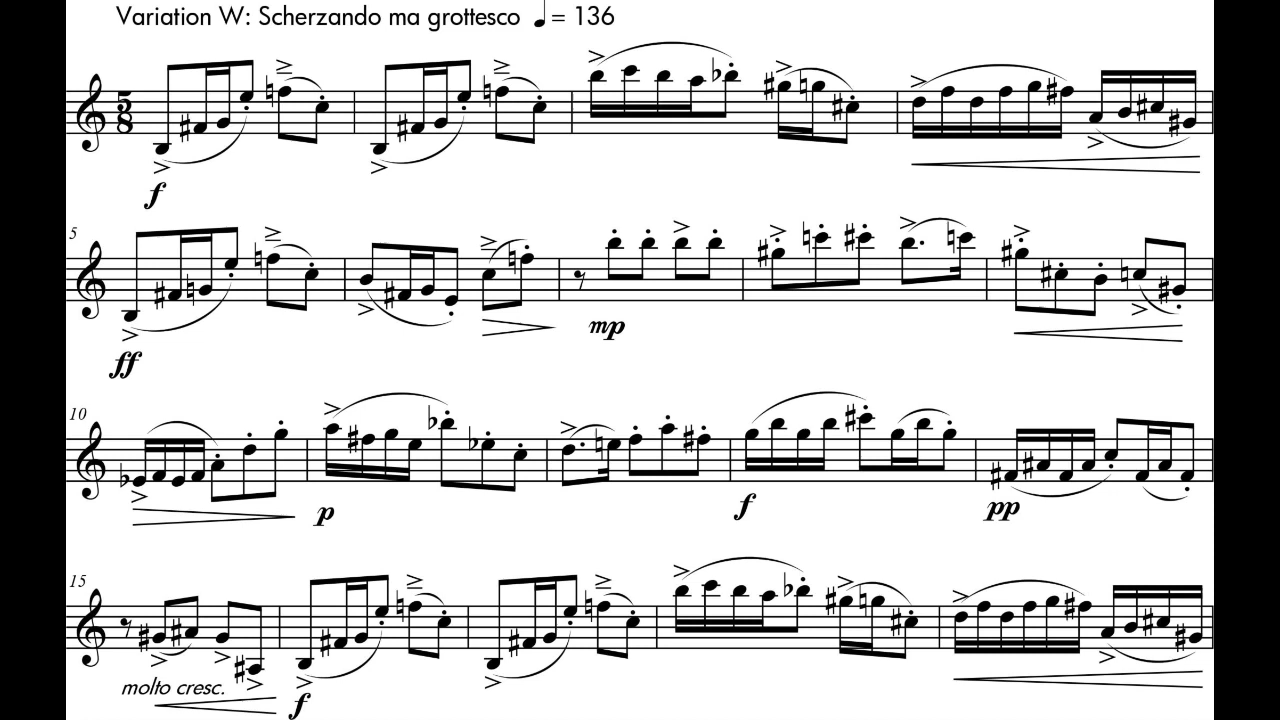 Variation W: Scherzando ma grottesco ♩ = 136
5
8
f
5
ff
mp
10
p
f
pp
15
molto cresc.
f